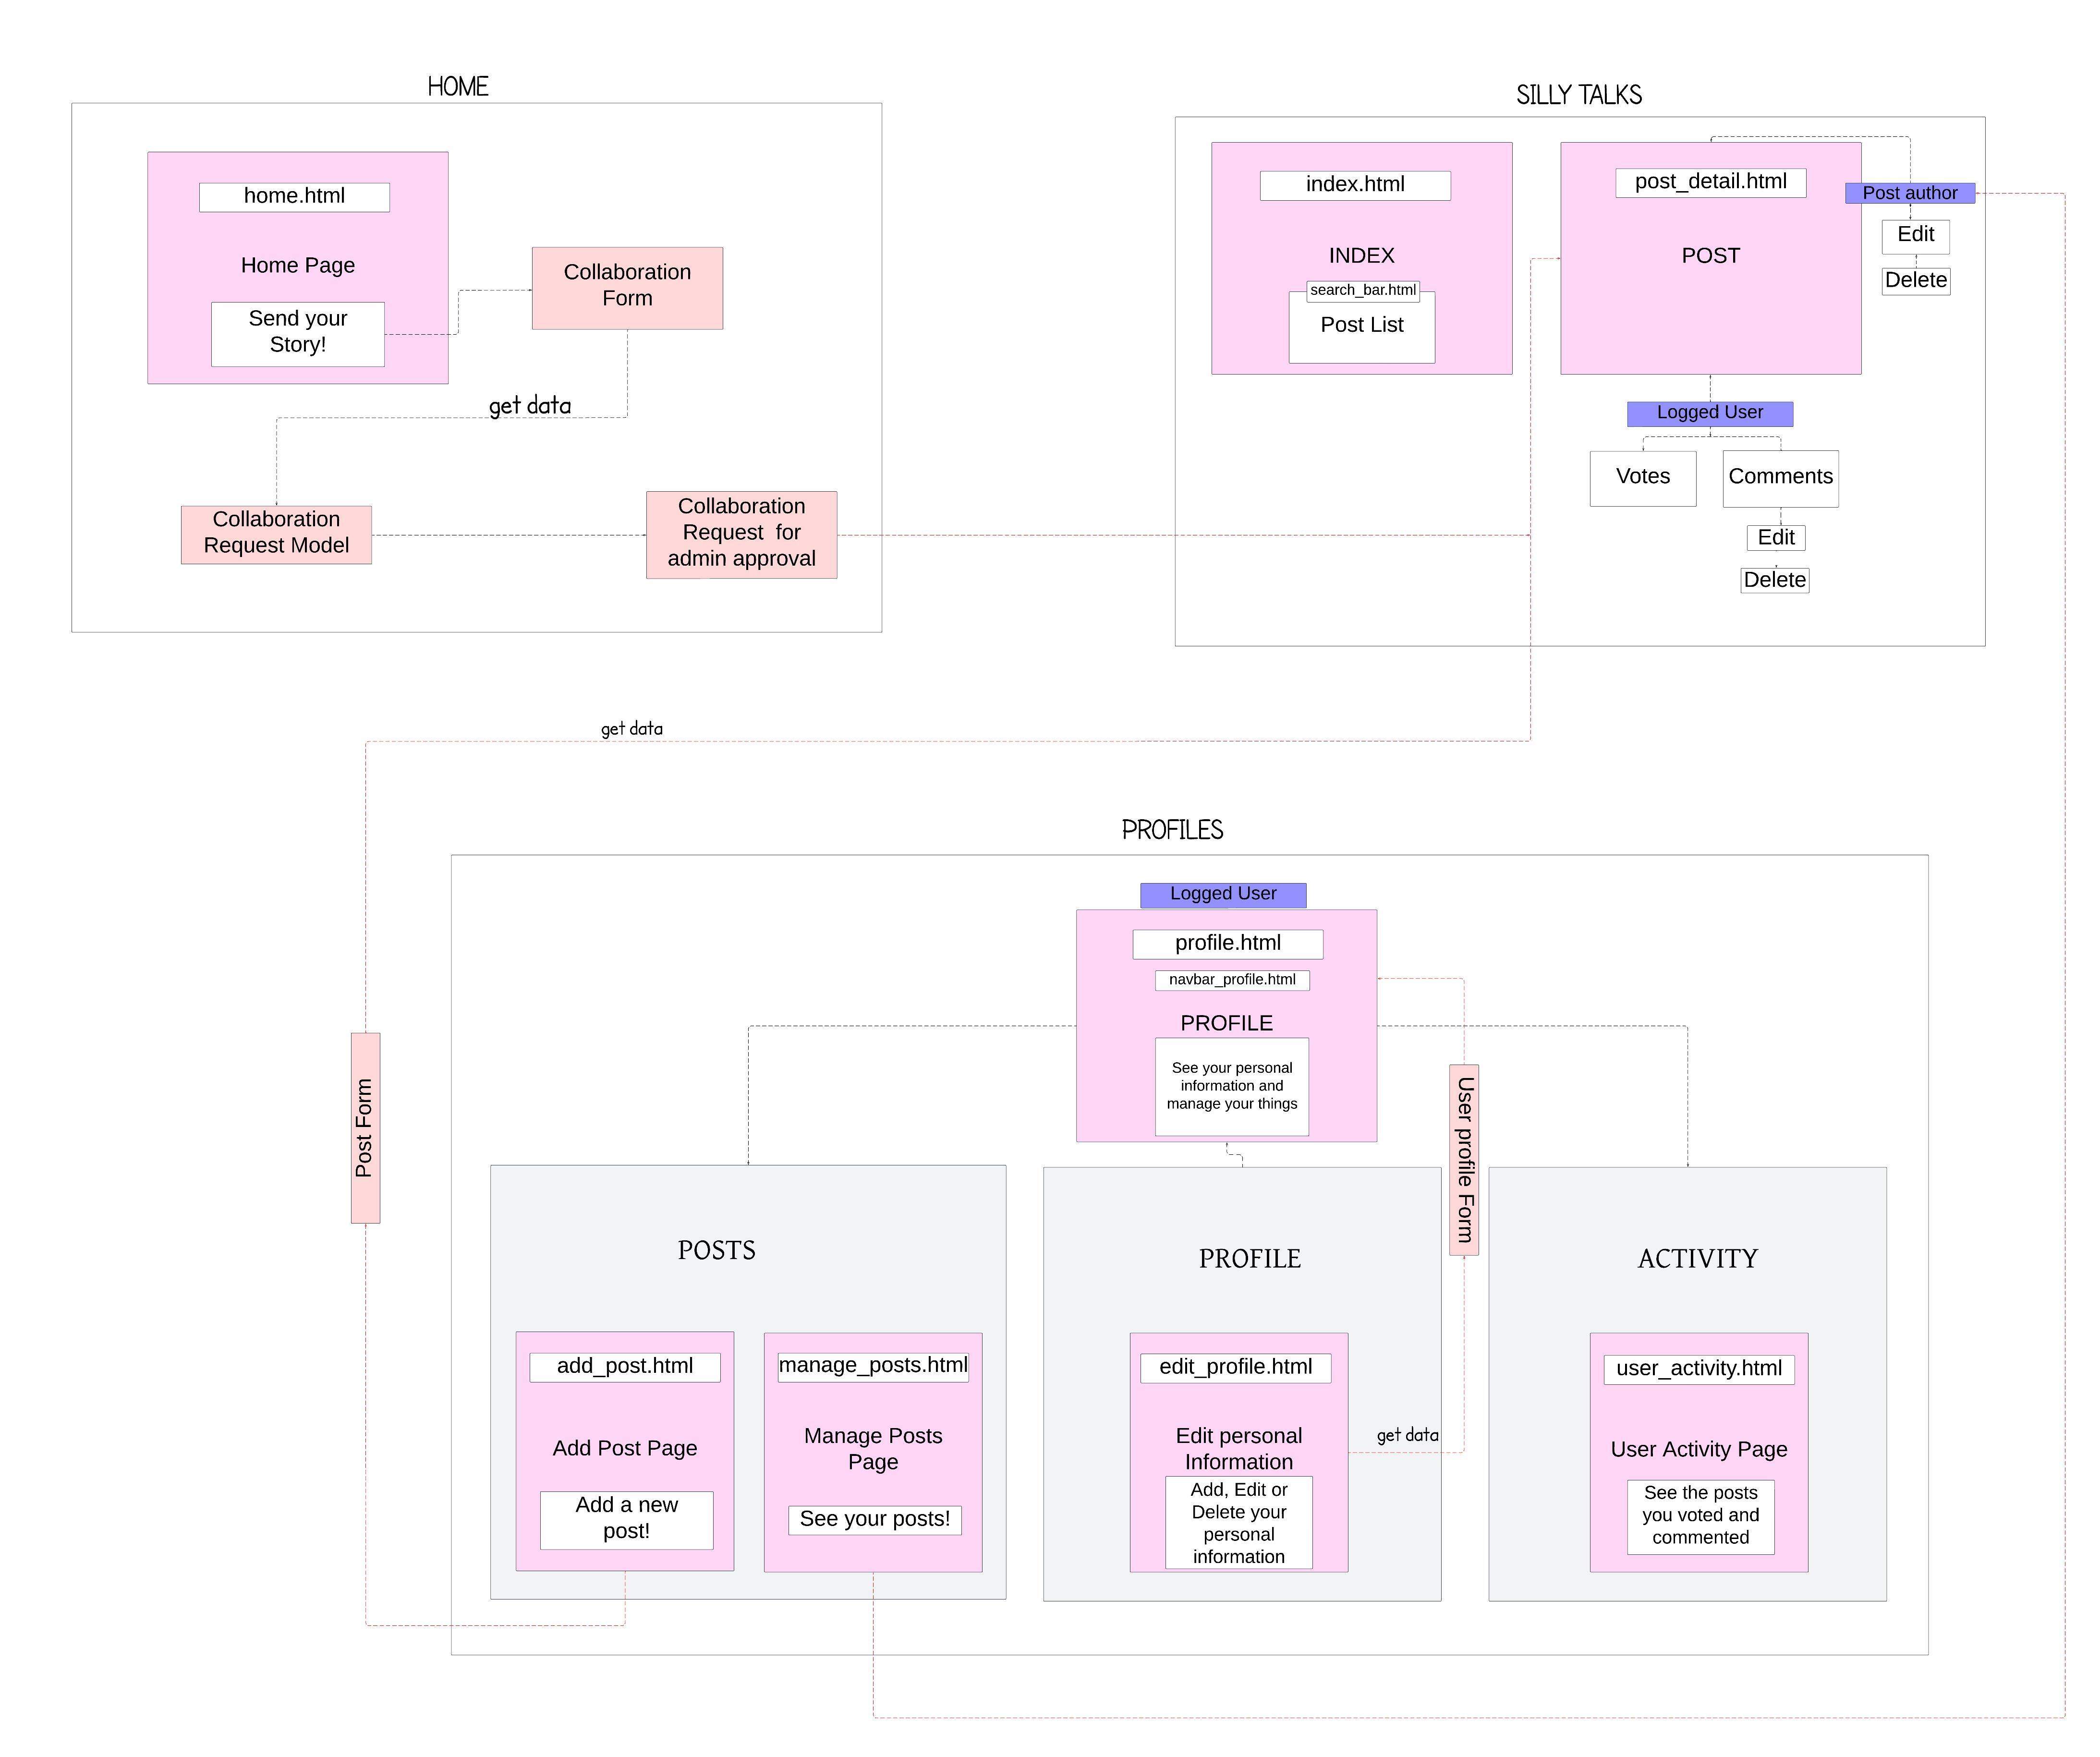 HOME
home.html
Home Page
Send your
Story!
Collaboration
Form
get data
Collaboration
Request Model
Collaboration
Request for
admin approval
SILLY TALKS
index.html
INDEX
search_bar.html
Post List
post_detail.html
POST
Post author
Edit
Delete
Logged User
Votes
Comments
Edit
Delete
get data
Post Form
PROFILES
Logged User
profile.html
navbar_profile.html
PROFILE
See your personal
information and
manage your things
User profile Form
POSTS
add_post.html
Add Post Page
Add a new
post!
manage_posts.html
Manage Posts
Page
See your posts!
PROFILE
edit_profile.html
Edit personal
Information
Add, Edit or
Delete your
personal
information
get data
ACTIVITY
user_activity.html
User Activity Page
See the posts
you voted and
commented